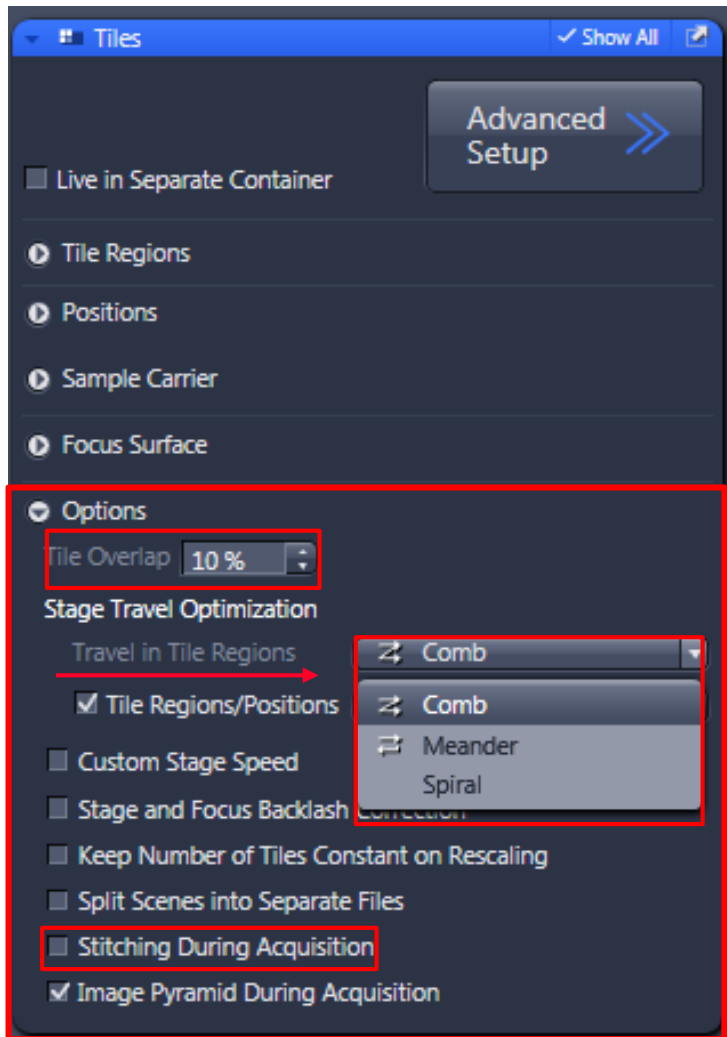 Tiles
Show All
Advanced
Setup
Live in Separate Container
Tile Regions
Positions
Sample Carrier
Focus Surface
Options
Tile Overlap 10 %
Stage Travel Optimization
Travel in Tile Regions Comb
Tile Regions/Positions Comb
Meander
Custom Stage Speed
Spiral
Stage and Focus Backlash Correction
Keep Number of Tiles Constant on Rescaling
Split Scenes into Separate Files
Stitching During Acquisition
Image Pyramid During Acquisition